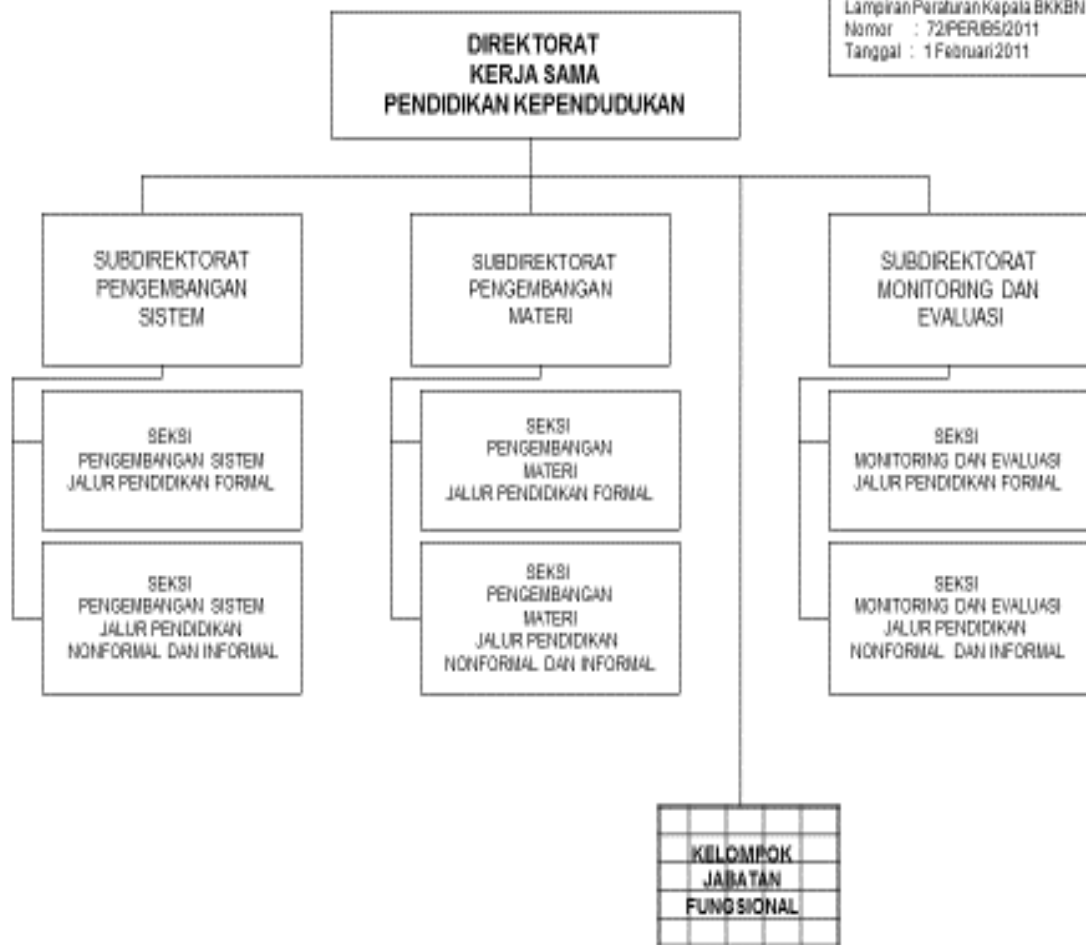 Lampiran Peraturan Kepala BKKBN
Nomor : 72/PER/B5/2011
Tanggal : 1 Februari 2011
DIREKTORAT
KERJA SAMA
PENDIDIKAN KEPENDUDUKAN
SUBDIREKTORAT
PENGEMBANGAN
SISTEM
SUBDIREKTORAT
PENGEMBANGAN
MATERI
SUBDIREKTORAT
MONITORING DAN
EVALUASI
SEKSI
PENGEMBANGAN SISTEM
JALUR PENDIDIKAN FORMAL
SEKSI
PENGEMBANGAN
MATERI
JALUR PENDIDIKAN FORMAL
SEKSI
MONITORING DAN EVALUASI
JALUR PENDIDIKAN FORMAL
SEKSI
PENGEMBANGAN SISTEM
JALUR PENDIDIKAN
NONFORMAL DAN INFORMAL
SEKSI
PENGEMBANGAN
MATERI
JALUR PENDIDIKAN
NONFORMAL DAN INFORMAL
SEKSI
MONITORING DAN EVALUASI
JALUR PENDIDIKAN
NONFORMAL DAN INFORMAL
KELOMPOK
JABATAN
FUNGSIONAL